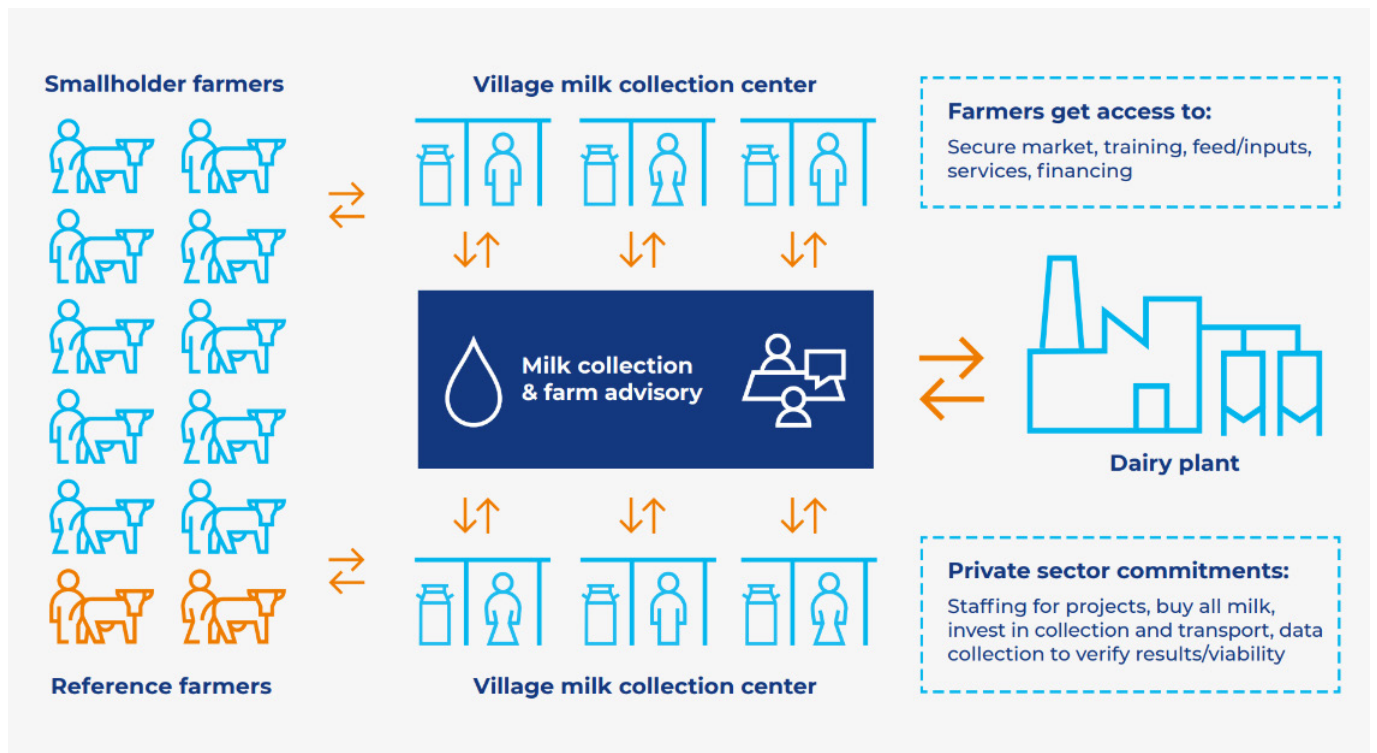 Smallholder farmers
Village milk collection center
Farmers get access to:
Secure market, training, feed/inputs,
services, financing
Milk collection
& farm advisory
Dairy plant
Private sector commitments:
Staffing for projects, buy all milk,
invest in collection and transport, data
collection to verify results/viability
Reference farmers
Village milk collection center